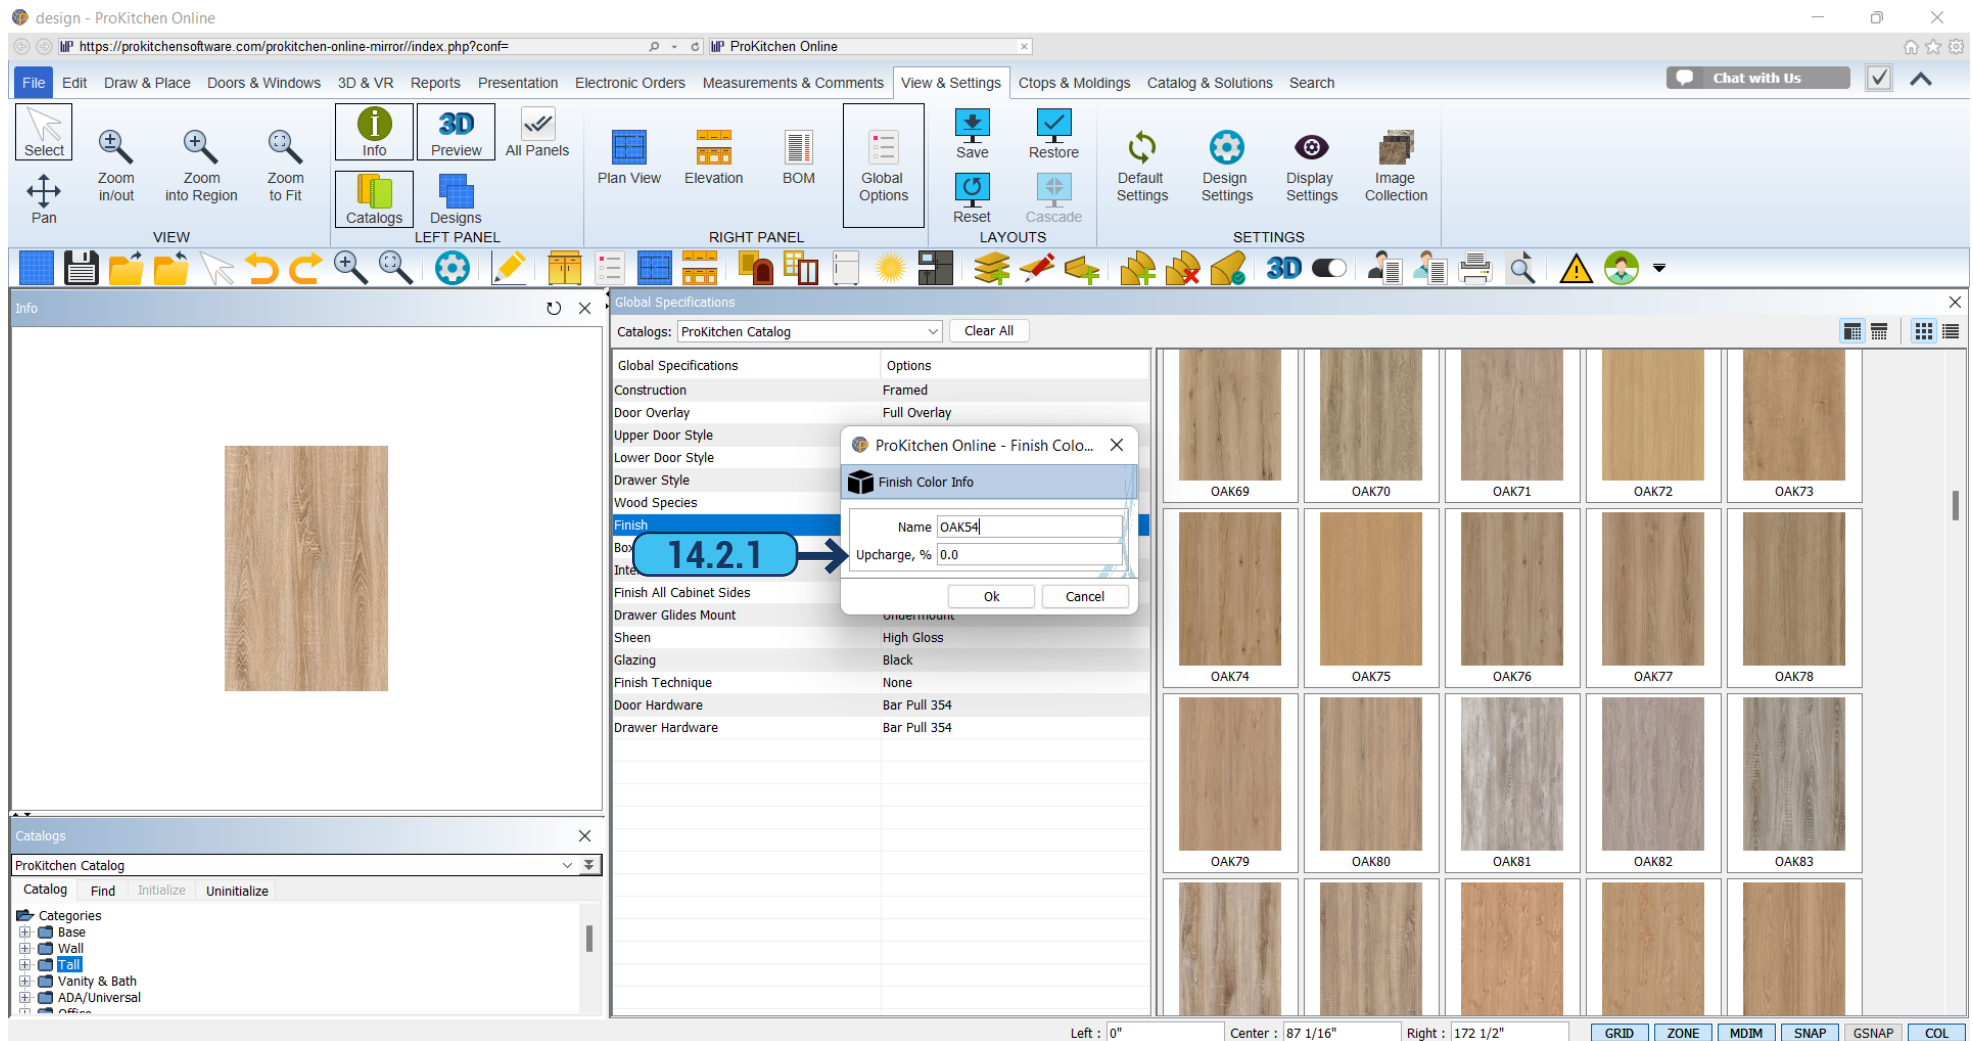 design - ProKitchen Online
https://prokitchensoftware.com/prokitchen-online-mirror//index.php?conf=
ProKitchen Online
File Edit Draw & Place Doors & Windows 3D & VR Reports Presentation Electronic Orders Measurements & Comments View & Settings Ctops & Moldings Catalog & Solutions Search
Chat with Us
Select
Pan
Zoom in/out
Zoom into Region
Zoom to Fit
VIEW
Info
3D
Preview
All Panels
Catalogs
Designs
LEFT PANEL
Plan View
Elevation
BOM
Global Options
RIGHT PANEL
Save
Restore
Reset
Cascade
LAYOUTS
Default Settings
Design Settings
Display Settings
Image Collection
SETTINGS
3D
Info
Global Specifications
Catalogs: ProKitchen Catalog
Clear All
Global Specifications Options
Construction Framed
Door Overlay Full Overlay
Upper Door Style
Lower Door Style
Drawer Style
Wood Species
Finish
Box
Inte
Finish All Cabinet Sides
Drawer Glides Mount Undermount
Sheen High Gloss
Glazing Black
Finish Technique None
Door Hardware Bar Pull 354
Drawer Hardware Bar Pull 354
ProKitchen Online - Finish Colo...
Finish Color Info
Name OAK54
Upcharge, % 0.0
Ok Cancel
14.2.1
OAK69 OAK70 OAK71 OAK72 OAK73
OAK74 OAK75 OAK76 OAK77 OAK78
OAK79 OAK80 OAK81 OAK82 OAK83
Catalogs
ProKitchen Catalog
Catalog Find Initialize Uninitialize
Categories
Base
Wall
Tall
Vanity & Bath
ADA/Universal
Office
Left : 0" Center : 87 1/16" Right : 172 1/2" GRID ZONE MDIM SNAP GSNAP COL